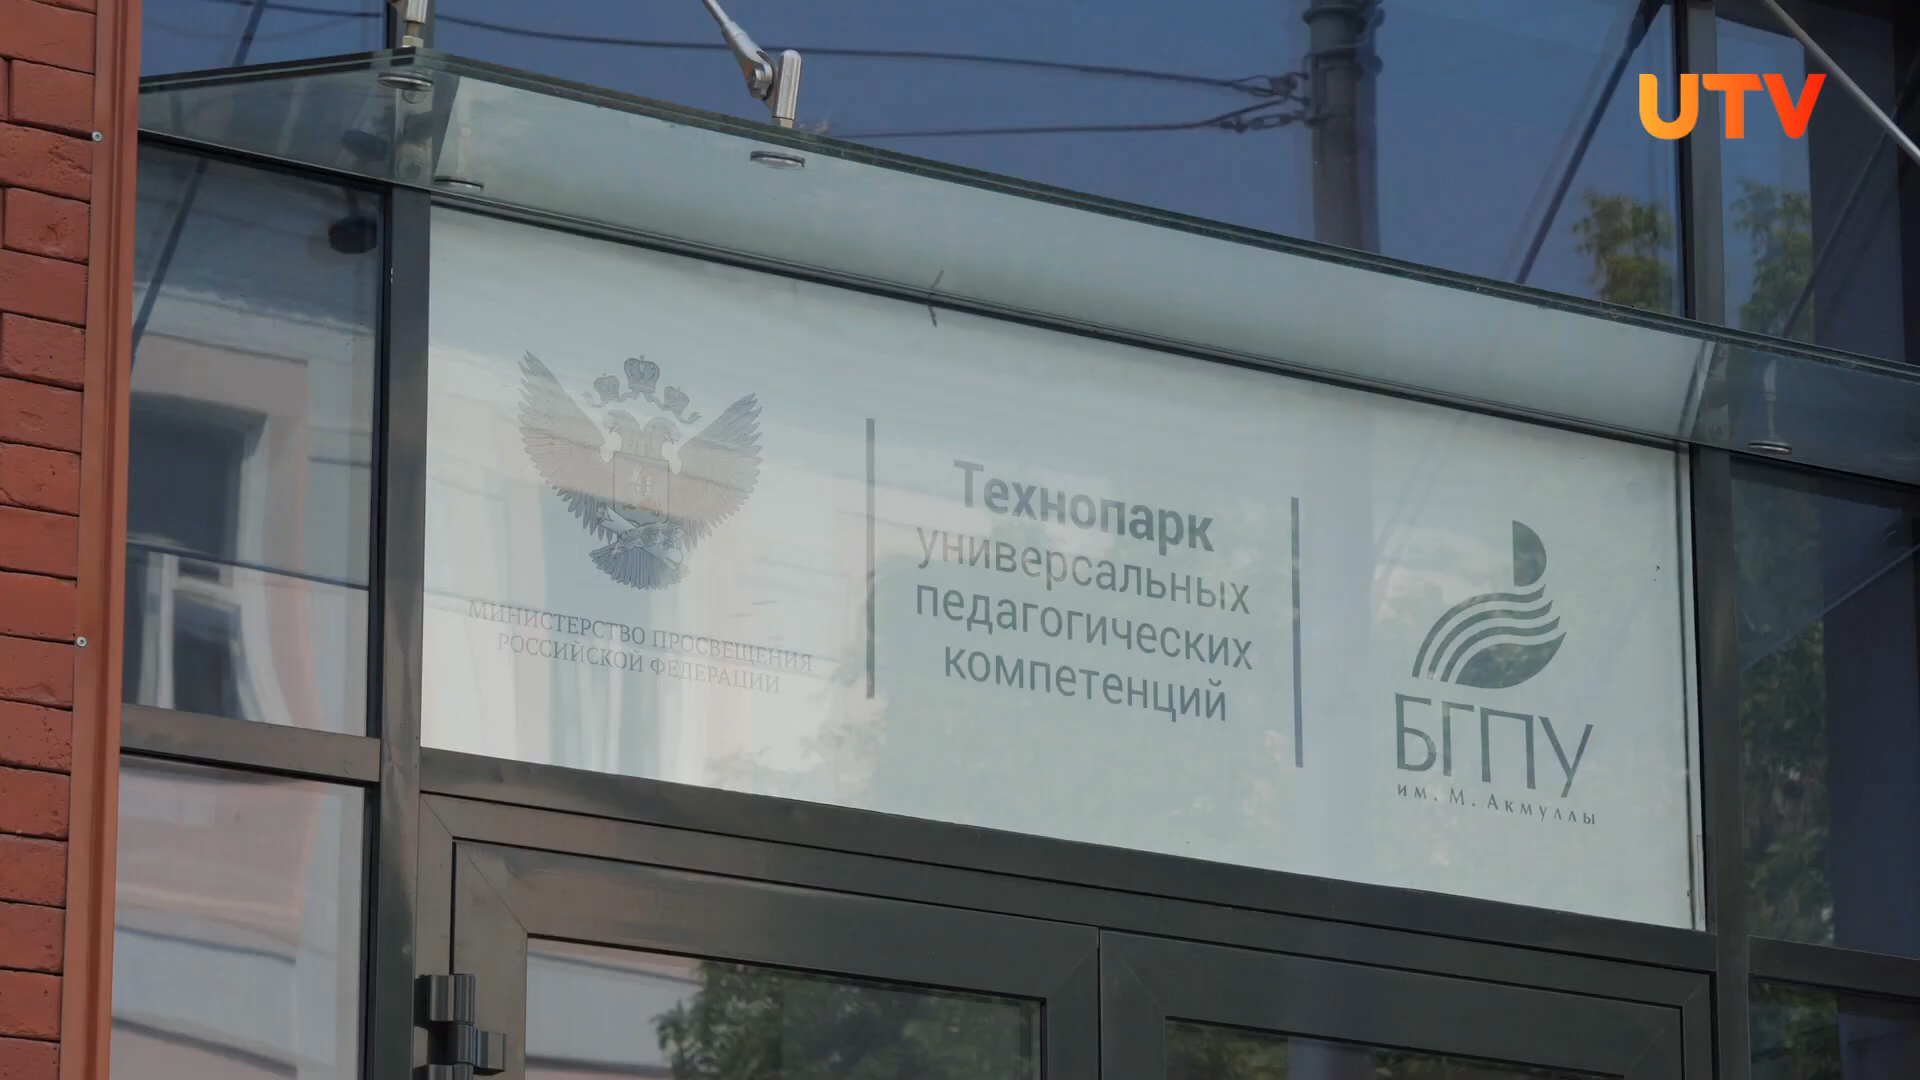 UTV
МИНИСТЕРСТВО ПРОСВЕЩЕНИЯ
РОССИЙСКОЙ ФЕДЕРАЦИИ
Технопарк
универсальных
педагогических
компетенций
БГПУ
им. М. Акмуллы